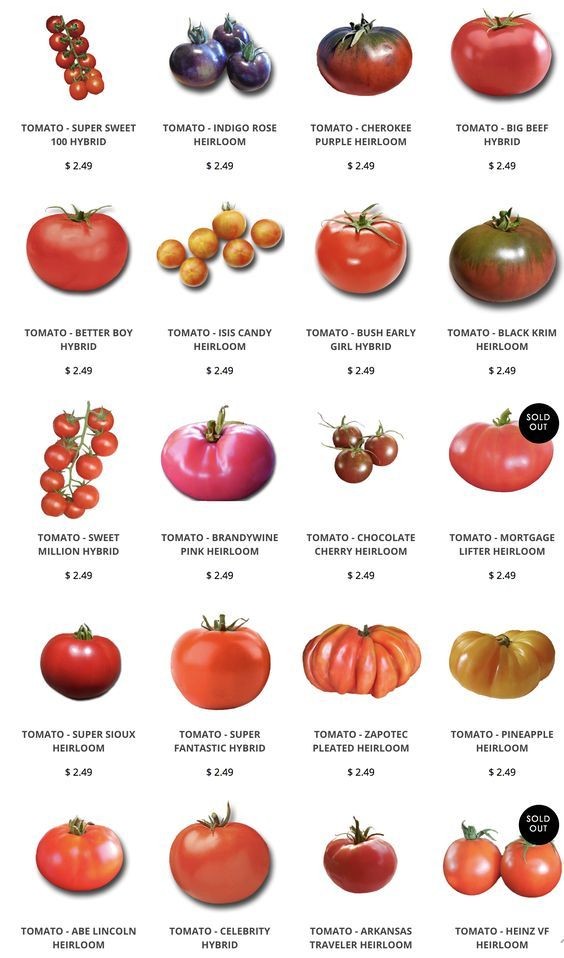 TOMATO - SUPER SWEET
100 HYBRID
$ 2.49
TOMATO - INDIGO ROSE
HEIRLOOM
$ 2.49
TOMATO - CHEROKEE
PURPLE HEIRLOOM
$ 2.49
TOMATO - BIG BEEF
HYBRID
$ 2.49
TOMATO - BETTER BOY
HYBRID
$ 2.49
TOMATO - ISIS CANDY
HEIRLOOM
$ 2.49
TOMATO - BUSH EARLY
GIRL HYBRID
$ 2.49
TOMATO - BLACK KRIM
HEIRLOOM
$ 2.49
TOMATO - SWEET
MILLION HYBRID
$ 2.49
TOMATO - BRANDYWINE
PINK HEIRLOOM
$ 2.49
TOMATO - CHOCOLATE
CHERRY HEIRLOOM
$ 2.49
SOLD
OUT
TOMATO - MORTGAGE
LIFTER HEIRLOOM
$ 2.49
TOMATO - SUPER SIOUX
HEIRLOOM
$ 2.49
TOMATO - SUPER
FANTASTIC HYBRID
$ 2.49
TOMATO - ZAPOTEC
PLEATED HEIRLOOM
$ 2.49
TOMATO - PINEAPPLE
HEIRLOOM
$ 2.49
TOMATO - ABE LINCOLN
HEIRLOOM
TOMATO - CELEBRITY
HYBRID
TOMATO - ARKANSAS
TRAVELER HEIRLOOM
SOLD
OUT
TOMATO - HEINZ VF
HEIRLOOM